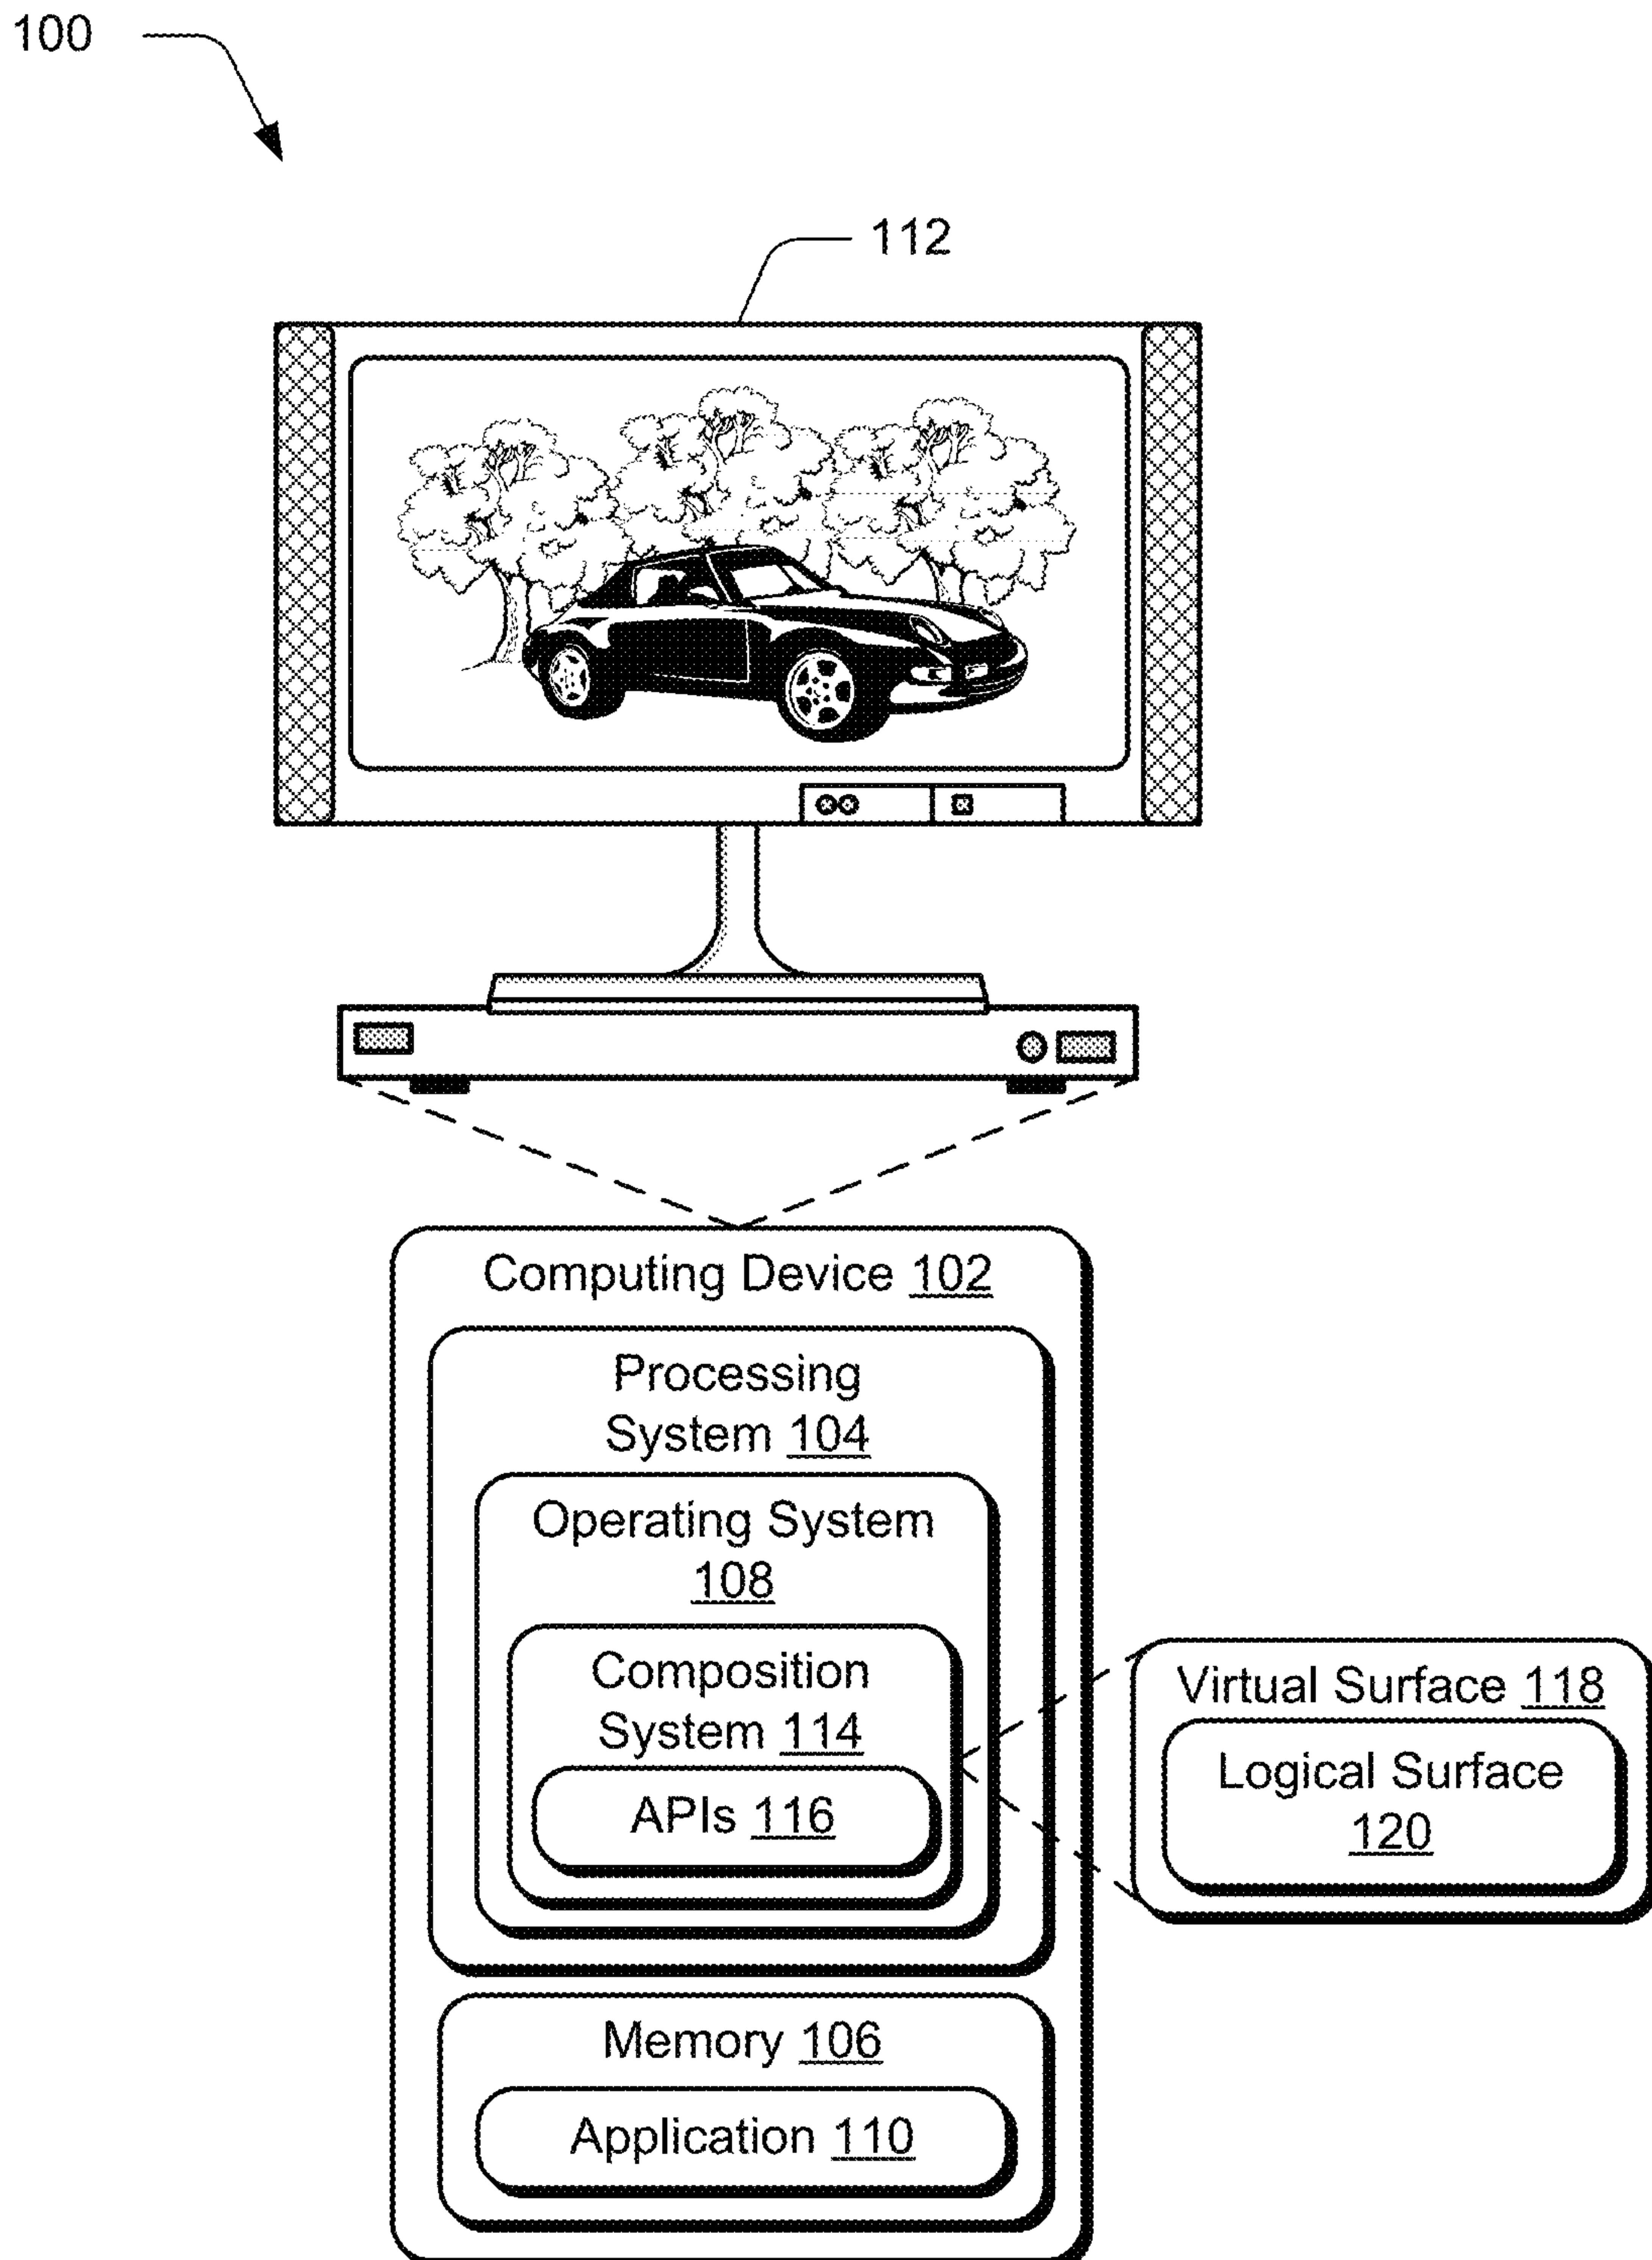 100
112
Computing Device 102
Processing
System 104
Operating System
108
Composition
System 114
APIs 116
Virtual Surface 118
Logical Surface
120
Memory 106
Application 110